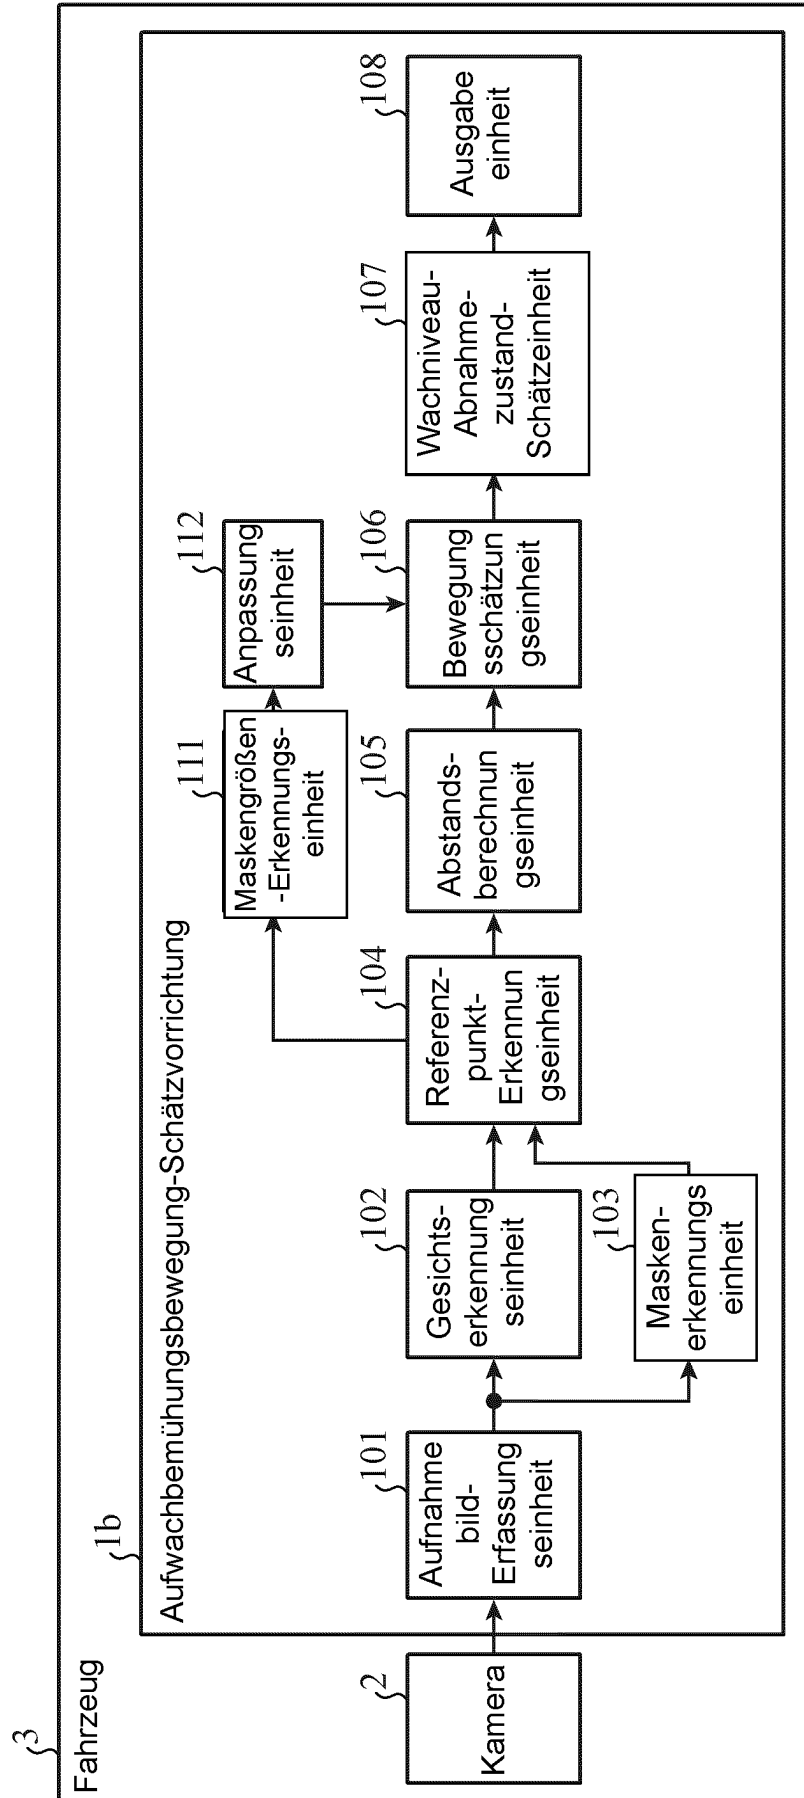 3
Fahrzeug
1b
Aufwachbemühungsbewegung-Schätzvorrichtung
2
Kamera
101
Aufnahme
bild-
Erfassung
seinheit
102
Gesichts-
erkennung
seinheit
103
Masken-
erkennungs
einheit
104
Referenz-
punkt-
Erkennun
gseinheit
111
Maskengrößen
-Erkennungs-
einheit
112
Anpassung
seinheit
105
Abstands-
berechnun
gseinheit
106
Bewegung
sschätzun
gseinheit
107
Wachniveau-
Abnahme-
zustand-
Schätzeinheit
108
Ausgabe
einheit